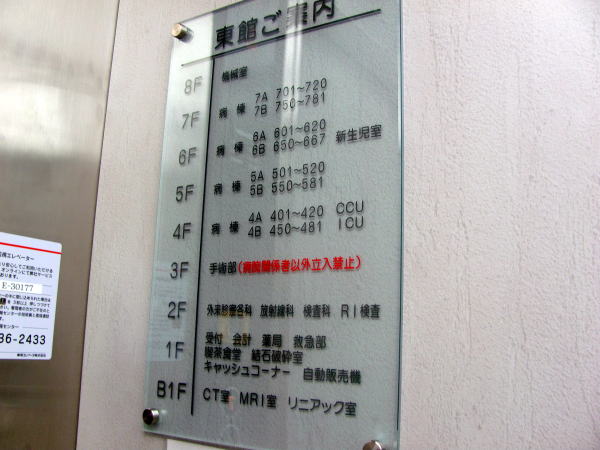 東館ご案内
8F 機械室
7F 病棟 7A 701~720
7B 750~781
6F 病棟 6A 601~620 新生児室
6B 650~667
5F 病棟 5A 501~520
5B 550~581
4F 病棟 4A 401~420 CCU
4B 450~481 ICU
3F 手術部(病院関係者以外立入禁止)
2F 外来診療各科 放射線科 検査科 RI検査
1F 受付 会計 薬局 救急部
喫茶食堂 結石破砕室
キャッシュコーナー 自動販売機
B1F CT室 MRI室 リニアック室
エレベーター
E-30177
36-2433